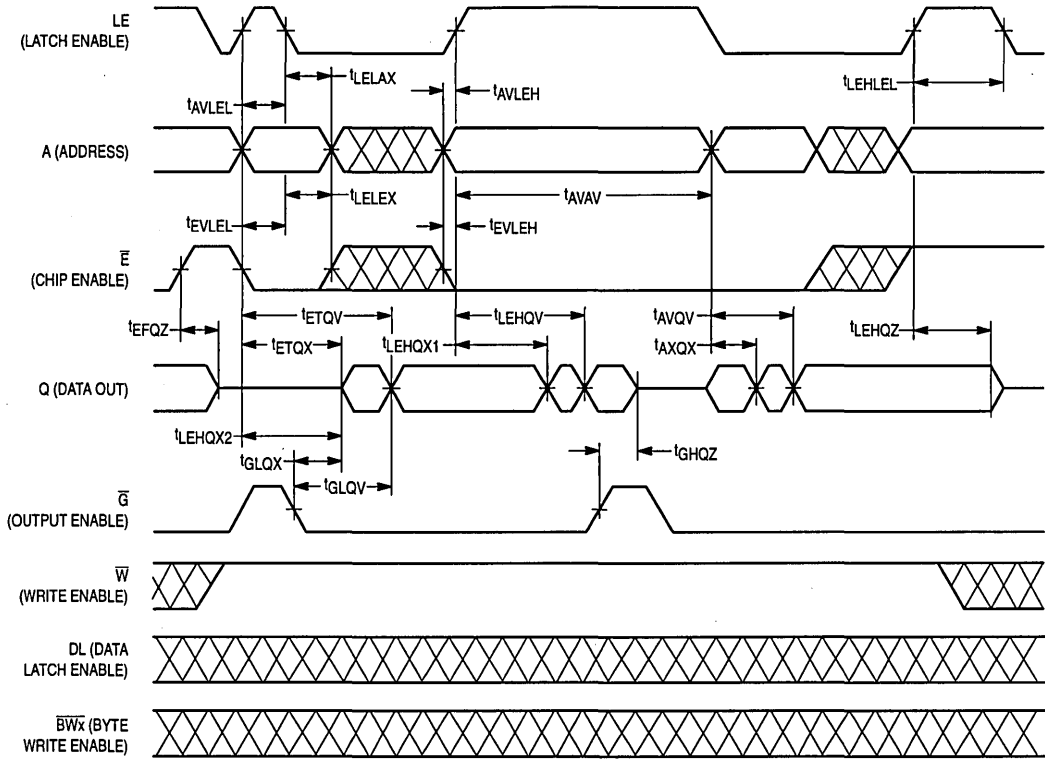 LE
(LATCH ENABLE)
tLELAX
tAVLEH
tLEHLEL
tAVLEL
A (ADDRESS)
tLELEX
tAVAV
tEVLEL
tEVLEH
E̅
(CHIP ENABLE)
tEFQZ
tETQV
tLEHQV
tAVQV
tLEHQZ
tETQX
tLEHQX1
tAXQX
Q (DATA OUT)
tLEHQX2
tGLQX
tGHQZ
tGLQV
G̅
(OUTPUT ENABLE)
W̅
(WRITE ENABLE)
DL (DATA
LATCH ENABLE)
B̅W̅x̅ (BYTE
WRITE ENABLE)